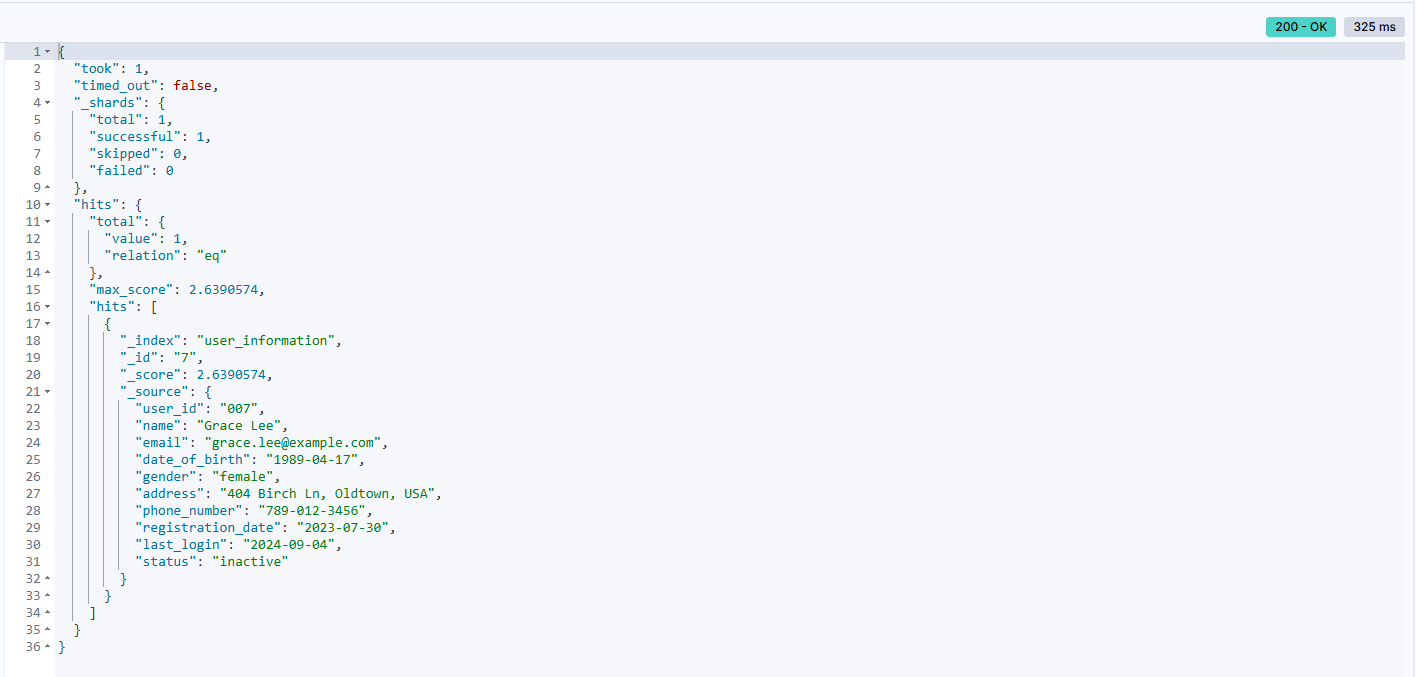 200 - OK 325 ms
1 {
2 "took": 1,
3 "timed_out": false,
4 "_shards": {
5 "total": 1,
6 "successful": 1,
7 "skipped": 0,
8 "failed": 0
9 },
10 "hits": {
11 "total": {
12 "value": 1,
13 "relation": "eq"
14 },
15 "max_score": 2.6390574,
16 "hits": [
17 {
18 "_index": "user_information",
19 "_id": "7",
20 "_score": 2.6390574,
21 "_source": {
22 "user_id": "007",
23 "name": "Grace Lee",
24 "email": "grace.lee@example.com",
25 "date_of_birth": "1989-04-17",
26 "gender": "female",
27 "address": "404 Birch Ln, Oldtown, USA",
28 "phone_number": "789-012-3456",
29 "registration_date": "2023-07-30",
30 "last_login": "2024-09-04",
31 "status": "inactive"
32 }
33 }
34 ]
35 }
36 }